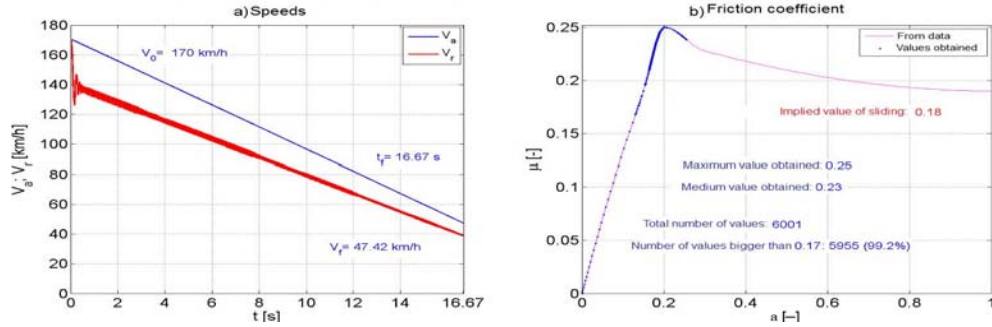 a) Speeds
180
160
140
120
100
80
60
40
20
0
V_a; V_r [km/h]
V_0= 170 km/h
V_a
V_r
t_f= 16.67 s
V_f= 47.42 km/h
0 2 4 6 8 10 12 14 16.67
t [s]
b) Friction coefficient
0.25
0.2
0.15
0.1
0.05
0
μ [-]
From data
Values obtained
Implied value of sliding: 0.18
Maximum value obtained: 0.25
Medium value obtained: 0.23
Total number of values: 6001
Number of values bigger than 0.17: 5955 (99.2%)
0 0.2 0.4 0.6 0.8 1
a [–]